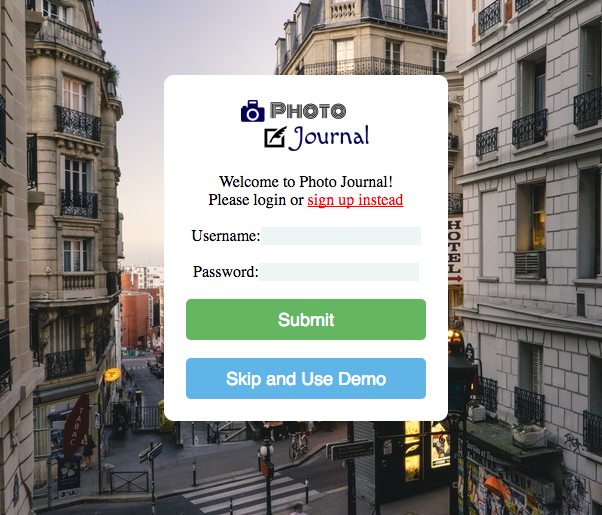 Photo
Journal
Welcome to Photo Journal!
Please login or sign up instead
Username:
Password:
Submit
Skip and Use Demo
HOTEL
TABAC